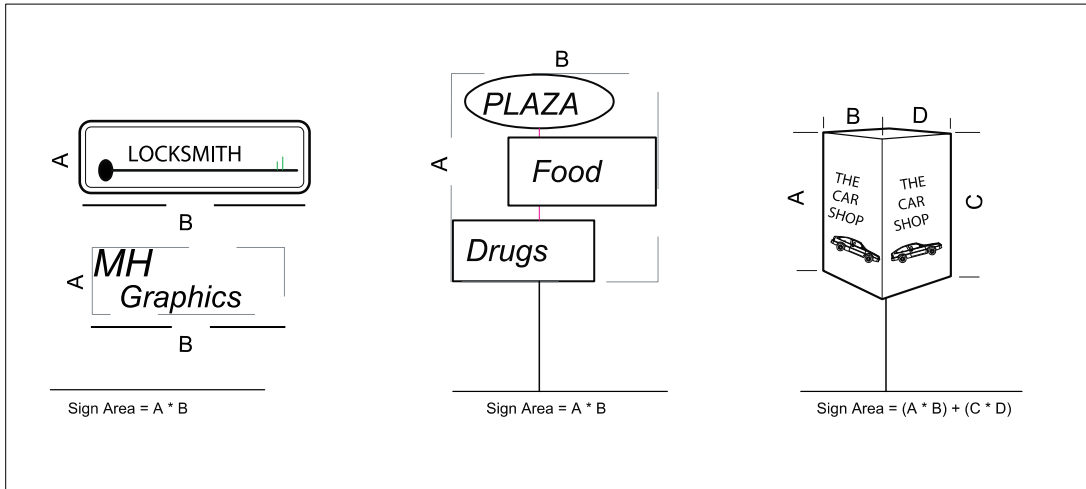 A
LOCKSMITH
B
A
MH
Graphics
B
Sign Area = A * B
B
A
PLAZA
Food
Drugs
Sign Area = A * B
B
D
A
THE
CAR
SHOP
THE
CAR
SHOP
C
Sign Area = (A * B) + (C * D)